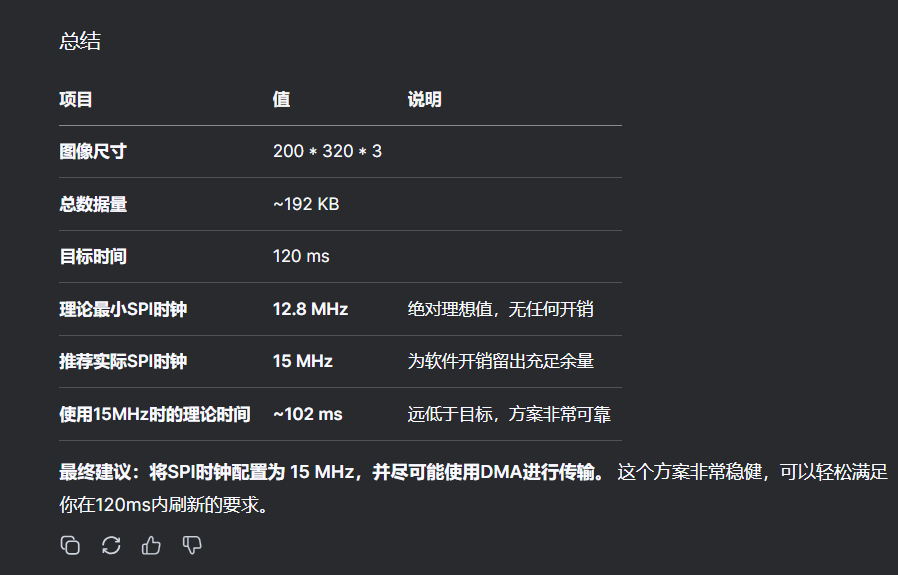 总结
项目 值 说明
图像尺寸 200 * 320 * 3
总数据量 ~192 KB
目标时间 120 ms
理论最小SPI时钟 12.8 MHz 绝对理想值，无任何开销
推荐实际SPI时钟 15 MHz 为软件开销留出充足余量
使用15MHz时的理论时间 ~102 ms 远低于目标，方案非常可靠
最终建议：将SPI时钟配置为 15 MHz，并尽可能使用DMA进行传输。 这个方案非常稳健，可以轻松满足
你在120ms内刷新的要求。